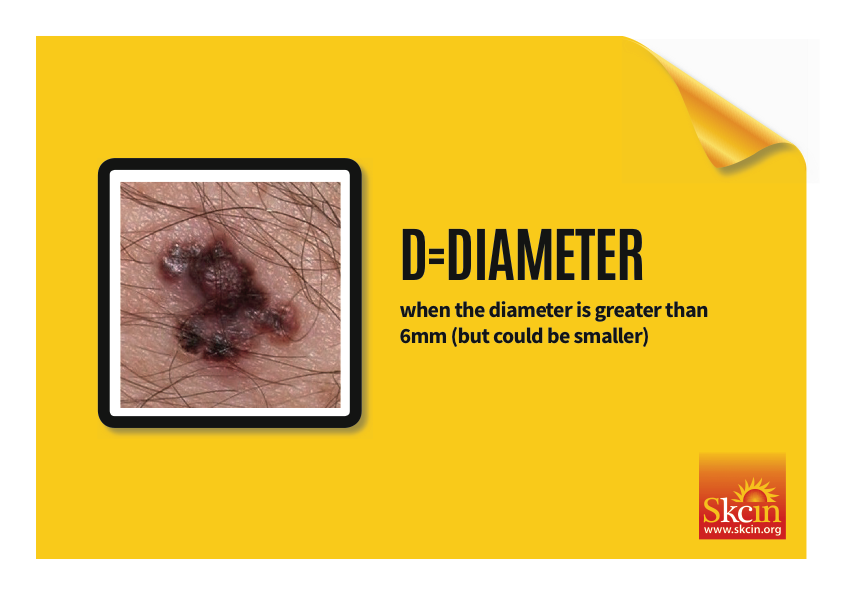 D=DIAMETER
when the diameter is greater than
6mm (but could be smaller)
Skcin
www.skcin.org